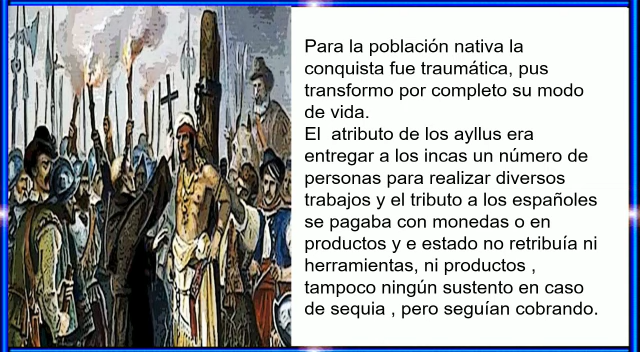 Para la población nativa la
conquista fue traumática, pus
transformo por completo su modo
de vida.
El  atributo de los ayllus era
entregar a los incas un número de
personas para realizar diversos
trabajos y el tributo a los españoles
se pagaba con monedas o en
productos y e estado no retribuía ni
herramientas, ni productos ,
tampoco ningún sustento en caso
de sequia , pero seguían cobrando.